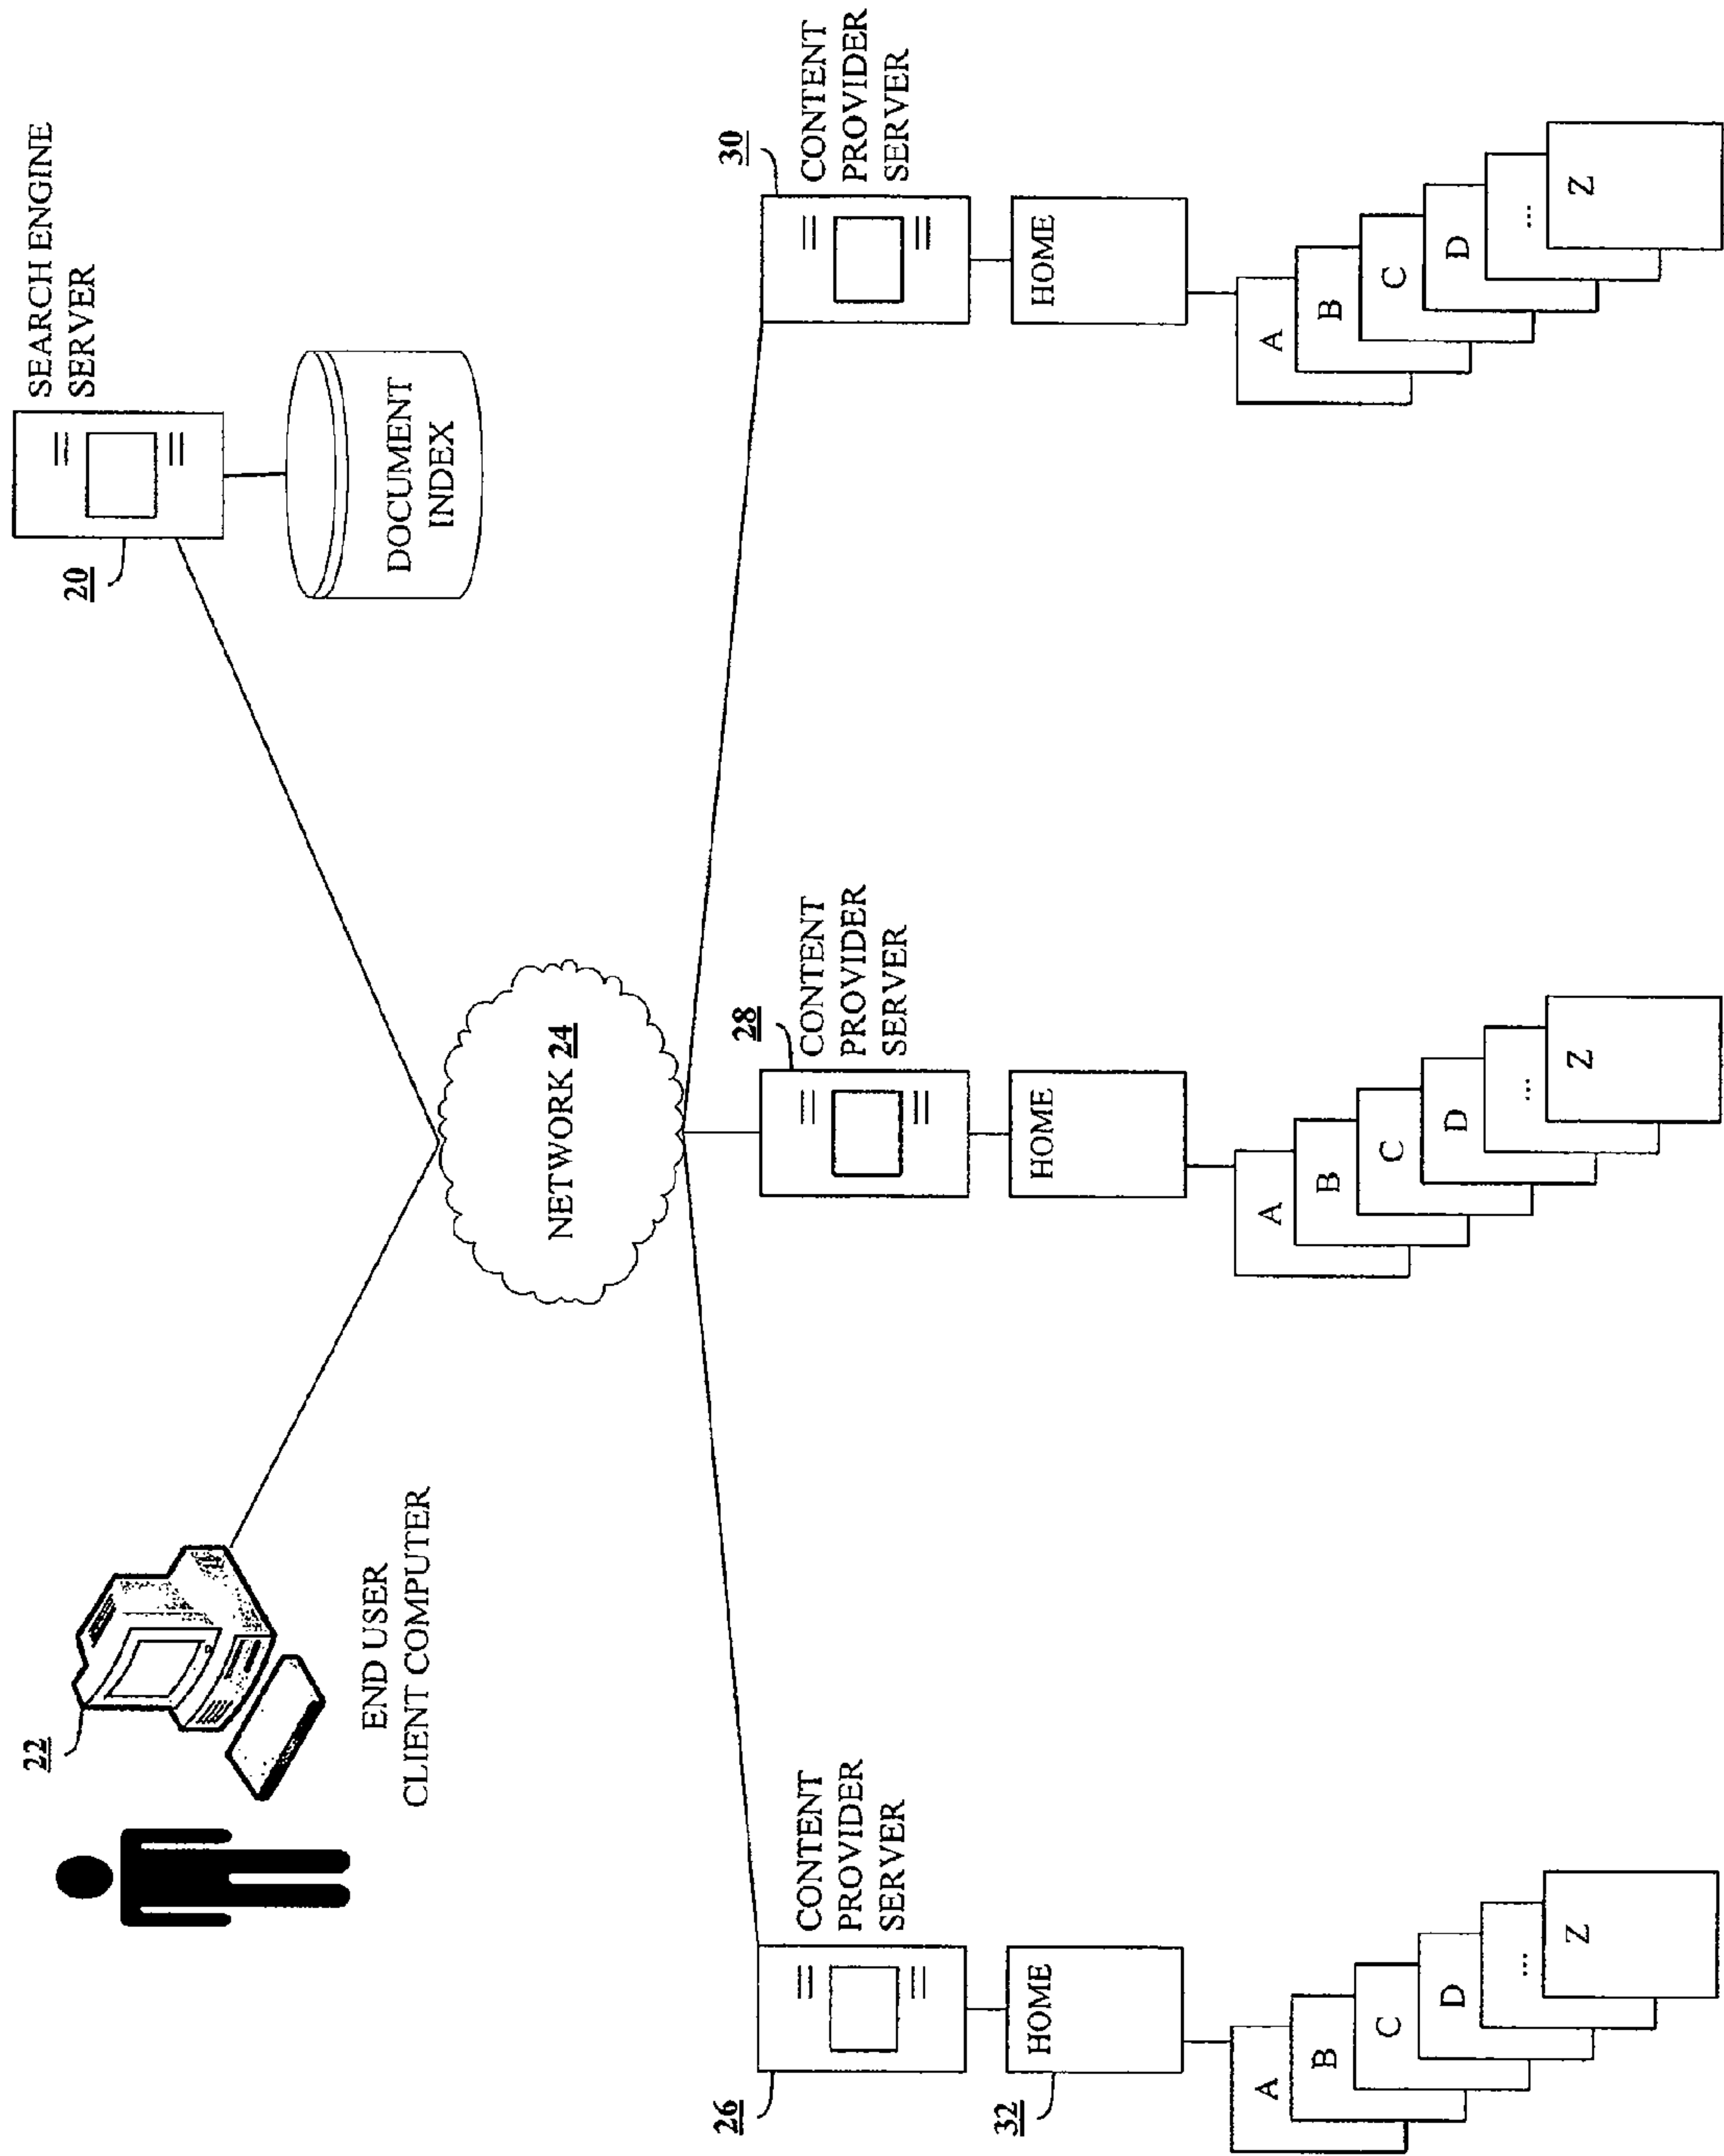 22
END USER
CLIENT COMPUTER
20
SEARCH ENGINE
SERVER
DOCUMENT
INDEX
NETWORK 24
26
CONTENT
PROVIDER
SERVER
32
HOME
A
B
C
D
...
Z
28
CONTENT
PROVIDER
SERVER
HOME
A
B
C
D
...
Z
30
CONTENT
PROVIDER
SERVER
HOME
A
B
C
D
...
Z